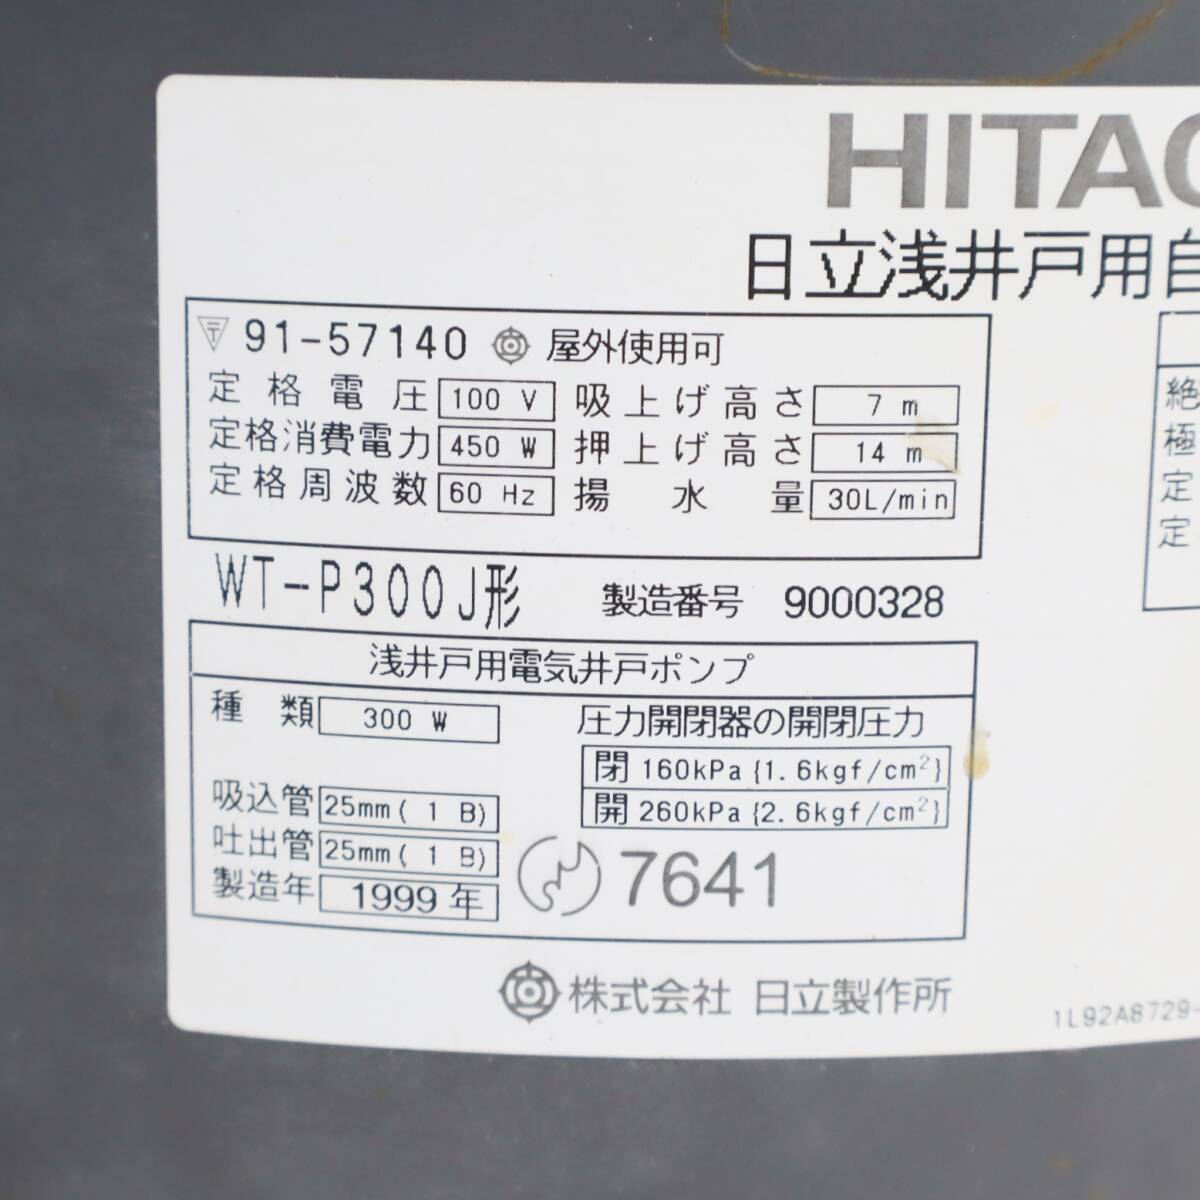 HITAC
日立浅井戸用自
〒 91-57140 屋外使用可
定格電圧 100 V 吸上げ高さ 7 m
定格消費電力 450 W 押上げ高さ 14 m
定格周波数 60 Hz 揚水量 30L/min
WT-P300J形 製造番号 9000328
浅井戸用電気井戸ポンプ
種類 300 W 圧力開閉器の開閉圧力
閉 160kPa{1.6kgf/cm²}
開 260kPa{2.6kgf/cm²}
吸込管 25mm( 1 B)
吐出管 25mm( 1 B)
製造年 1999年
7641
株式会社 日立製作所
1L92A8729-
絶
極
定
定